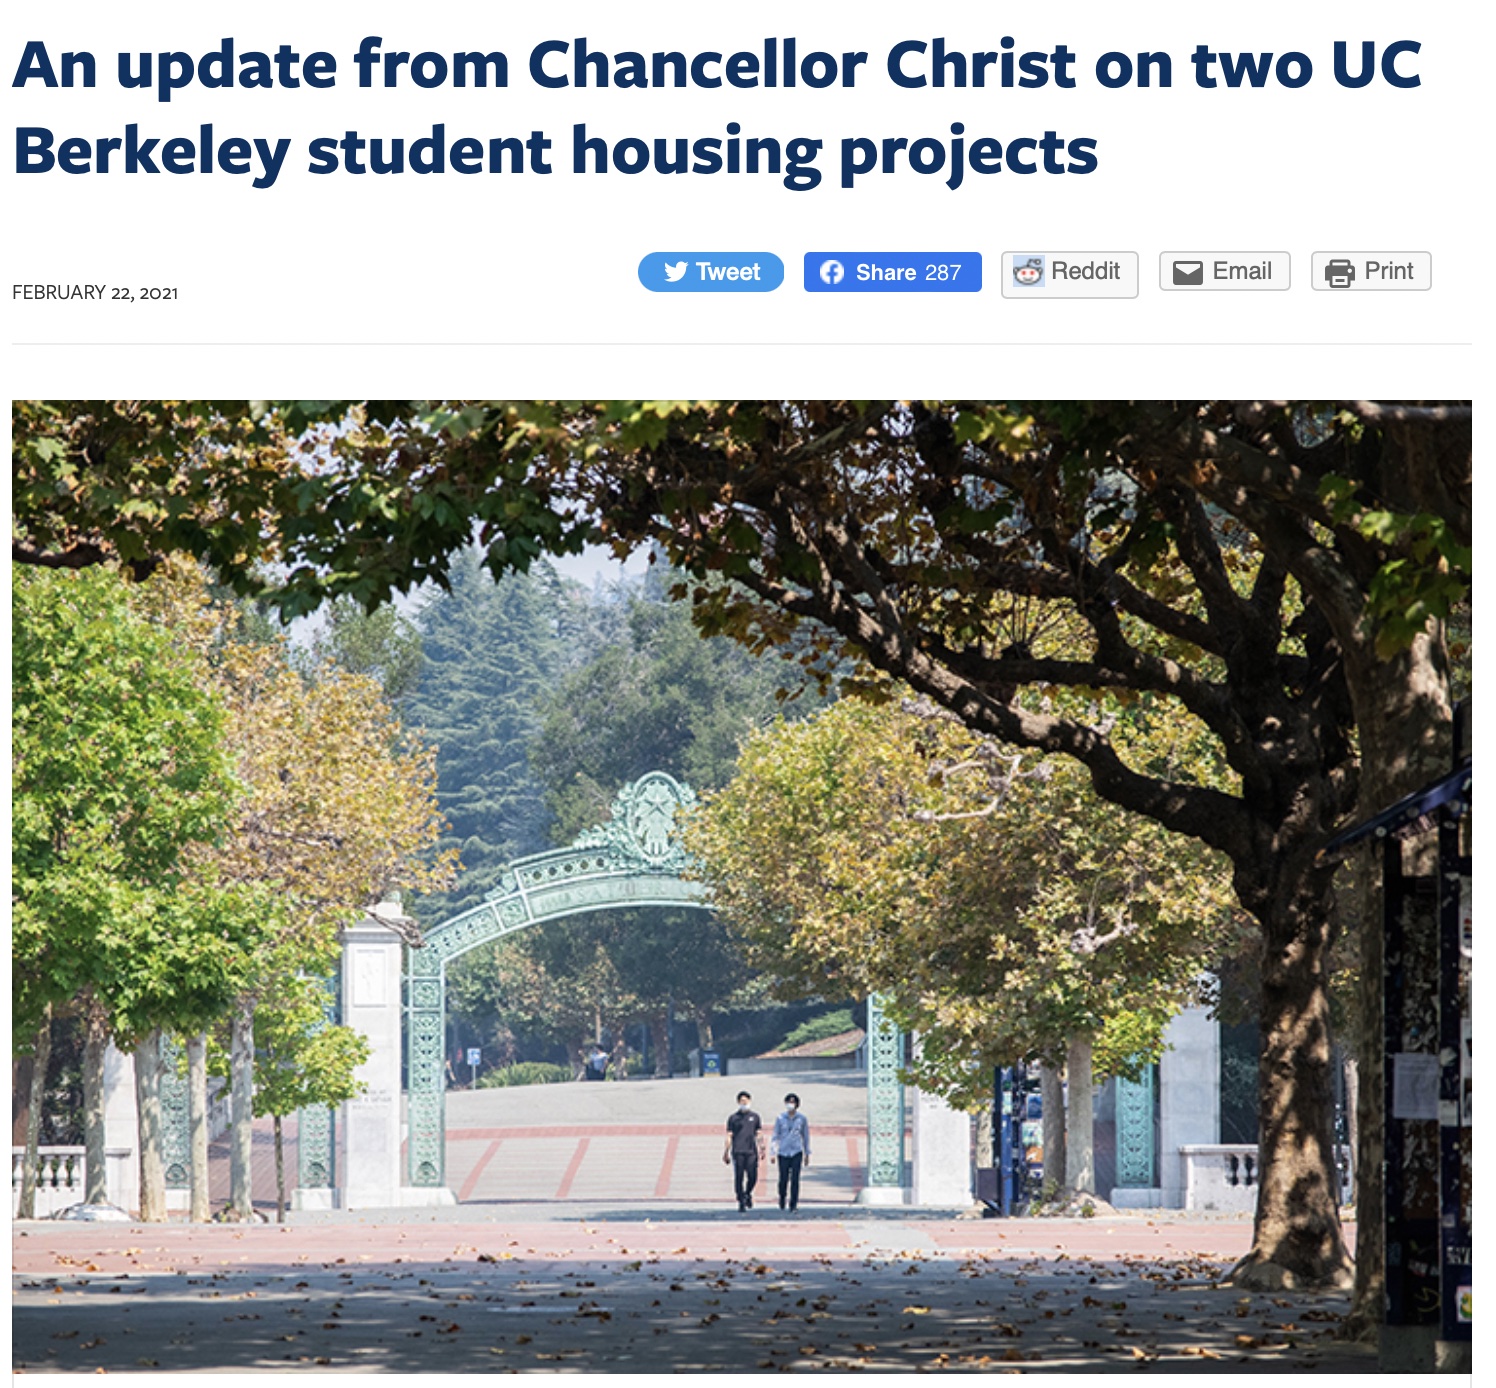 An update from Chancellor Christ on two UC
Berkeley student housing projects
FEBRUARY 22, 2021
Tweet
Share 287
Reddit
Email
Print